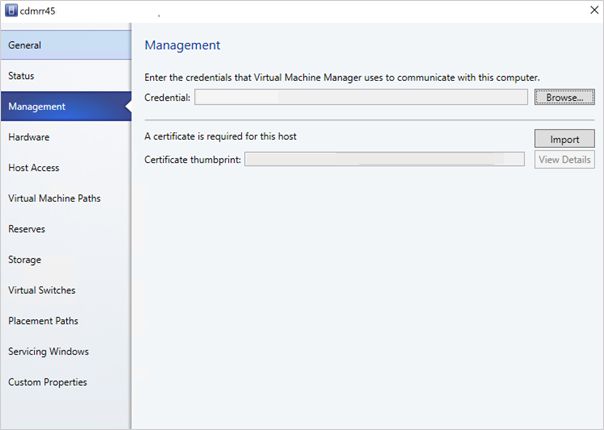 cdmrr45
General
Status
Management
Hardware
Host Access
Virtual Machine Paths
Reserves
Storage
Virtual Switches
Placement Paths
Servicing Windows
Custom Properties
Management
Enter the credentials that Virtual Machine Manager uses to communicate with this computer.
Credential: Browse...
A certificate is required for this host
Import
Certificate thumbprint: View Details